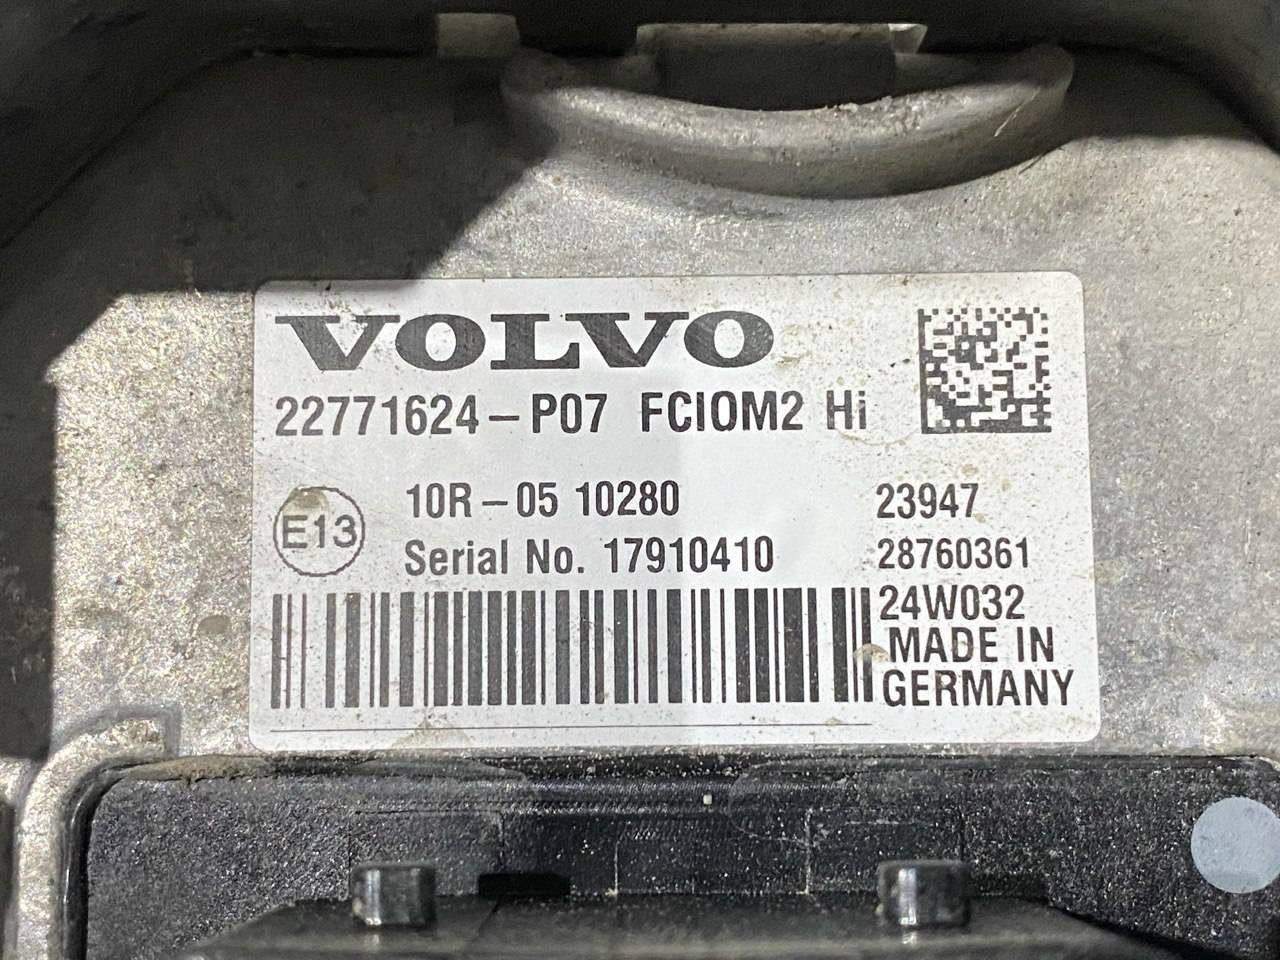 VOLVO
22771624-P07 FCIOM2 Hi
E13
10R-05 10280
23947
Serial No. 17910410
28760361
24W032
MADE IN
GERMANY